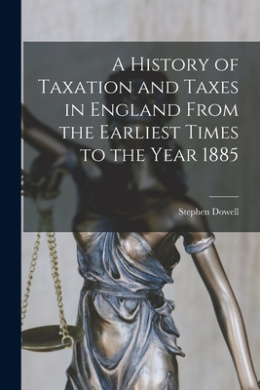 A History of
Taxation and Taxes
in England From
the Earliest Times
to the Year 1885
Stephen Dowell